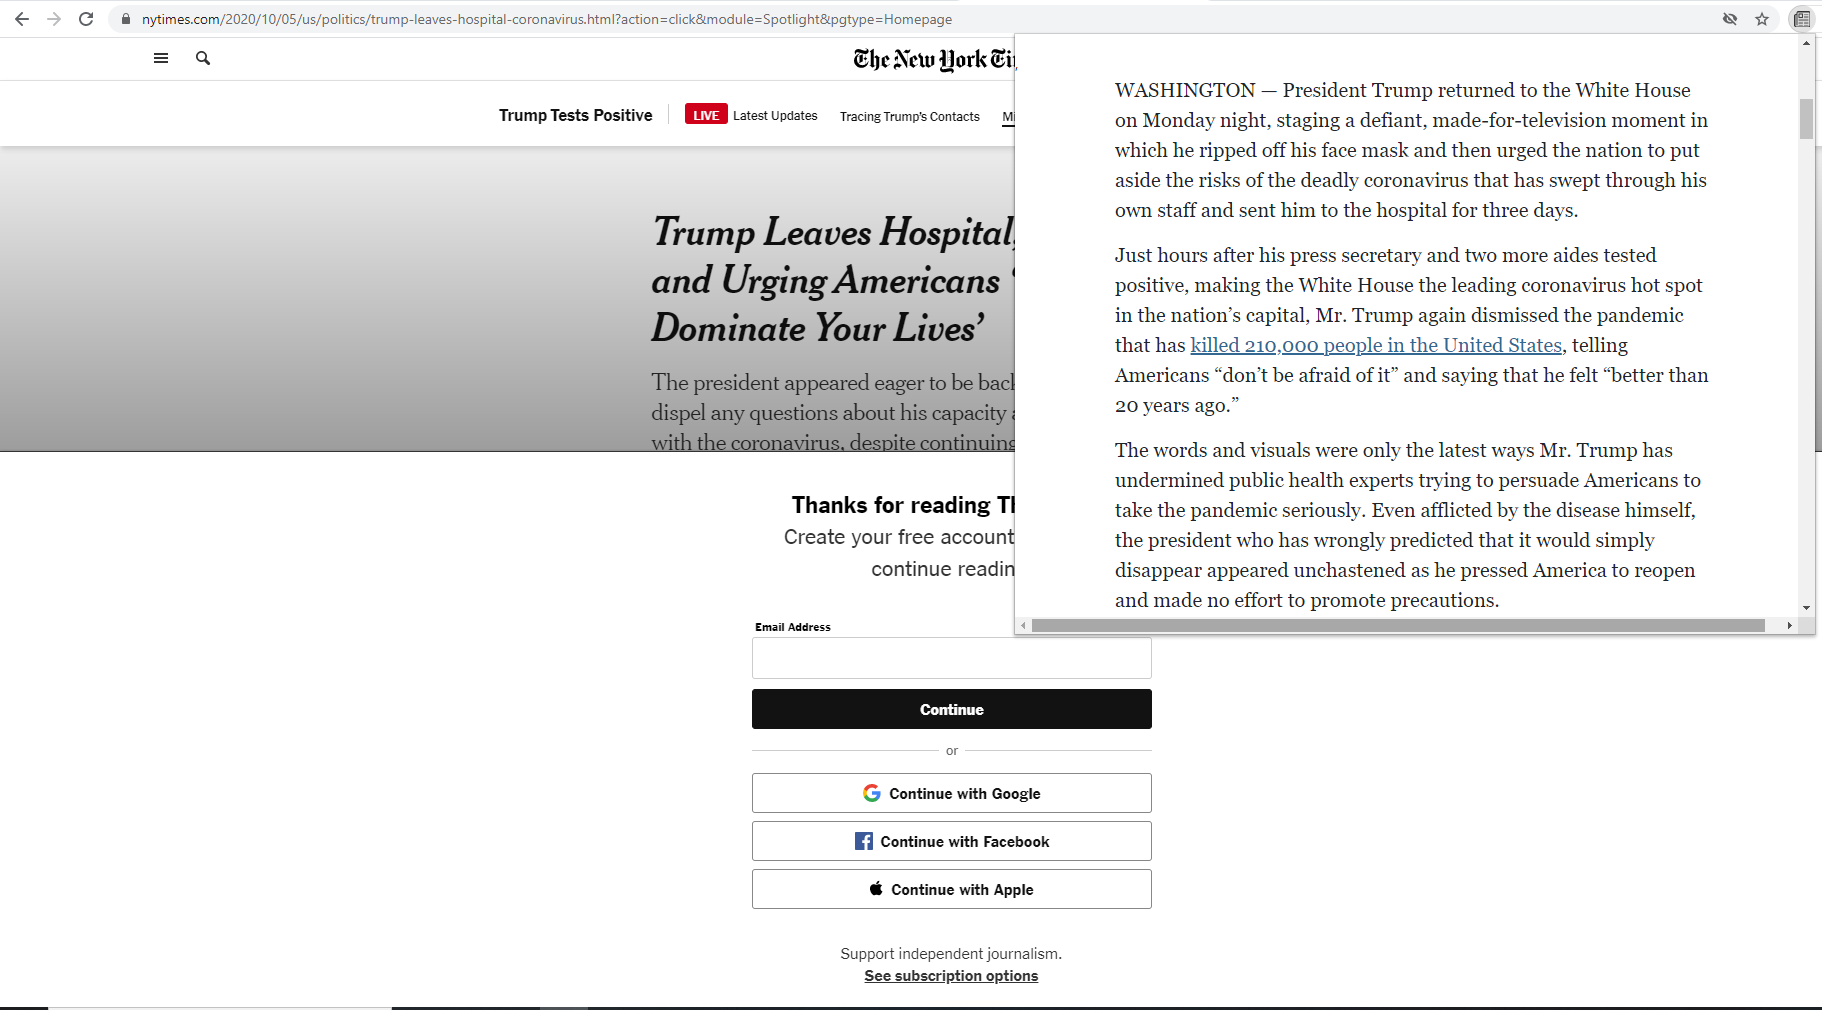 nytimes.com/2020/10/05/us/politics/trump-leaves-hospital-coronavirus.html?action=click&module=Spotlight&pgtype=Homepage
The New York Ti
Trump Tests Positive
LIVE Latest Updates
Tracing Trump's Contacts
Trump Leaves Hospital,
and Urging Americans ‘
Dominate Your Lives’
The president appeared eager to be back
dispel any questions about his capacity
with the coronavirus, despite continuing
Thanks for reading
Create your free account
continue readin
Email Address
Continue
or
Continue with Google
Continue with Facebook
Continue with Apple
Support independent journalism.
See subscription options
WASHINGTON — President Trump returned to the White House
on Monday night, staging a defiant, made-for-television moment in
which he ripped off his face mask and then urged the nation to put
aside the risks of the deadly coronavirus that has swept through his
own staff and sent him to the hospital for three days.
Just hours after his press secretary and two more aides tested
positive, making the White House the leading coronavirus hot spot
in the nation’s capital, Mr. Trump again dismissed the pandemic
that has killed 210,000 people in the United States, telling
Americans “don’t be afraid of it” and saying that he felt “better than
20 years ago.”
The words and visuals were only the latest ways Mr. Trump has
undermined public health experts trying to persuade Americans to
take the pandemic seriously. Even afflicted by the disease himself,
the president who has wrongly predicted that it would simply
disappear appeared unchastened as he pressed America to reopen
and made no effort to promote precautions.